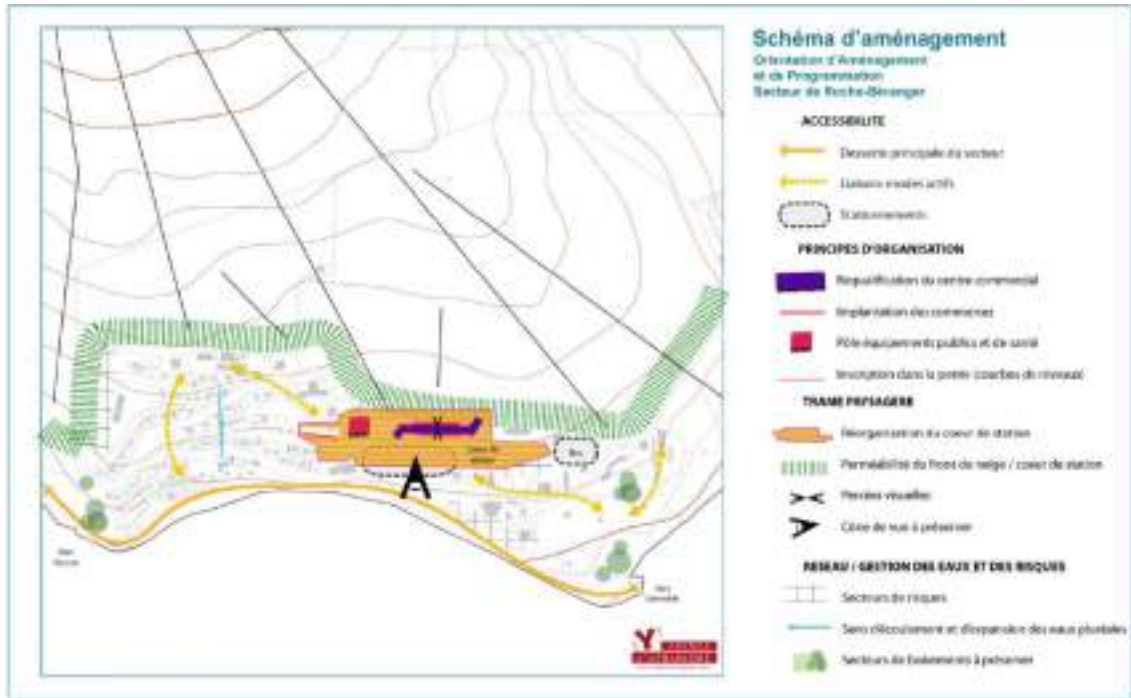 Schéma d'aménagement
Orientation d'Aménagement
et de Programmation
Secteur de Roche-Béranger
ACCESSIBILITE
Desserte principale du secteur
Liaisons modes actifs
Stationnements
PRINCIPES D'ORGANISATION
Requalification du centre commercial
Implantation des commerces
Pôle équipements publics et de santé
Inscription dans la pente (courbes de niveaux)
TRAME PAYSAGERE
Réorganisation du coeur de station
Perméabilité du front de neige / coeur de station
Percées visuelles
Cône de vue à préserver
RESEAU / GESTION DES EAUX ET DES RISQUES
Secteurs de risques
Sens d'écoulement et d'expansion des eaux pluviales
Secteurs de boisements à préserver